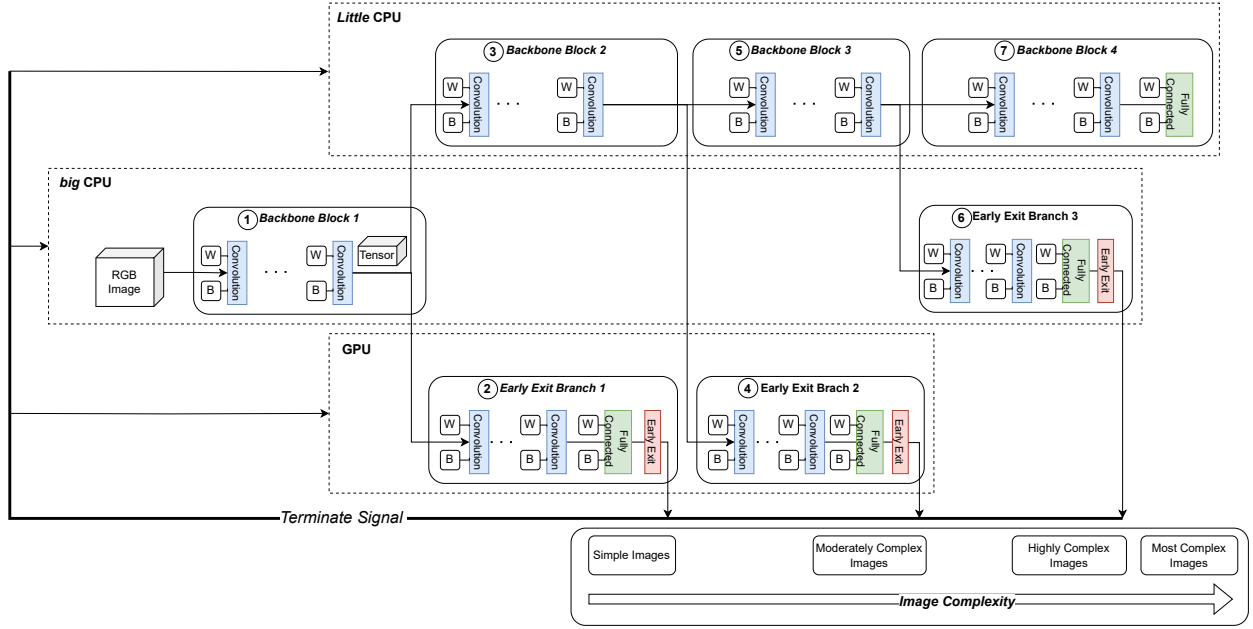 Little CPU
3 Backbone Block 2
W Convolution B . . . W Convolution B
5 Backbone Block 3
W Convolution B . . . W Convolution B
7 Backbone Block 4
W Convolution B . . . W Convolution B W Fully Connected B
big CPU
RGB
Image
1 Backbone Block 1
W Convolution B . . . W Convolution B
Tensor
6 Early Exit Branch 3
W Convolution B . . . W Convolution B W Fully Connected B Early Exit
GPU
2 Early Exit Branch 1
W Convolution B . . . W Convolution B W Fully Connected B Early Exit
4 Early Exit Brach 2
W Convolution B . . . W Convolution B W Fully Connected B Early Exit
Terminate Signal
Simple Images
Moderately Complex
Images
Highly Complex
Images
Most Complex
Images
Image Complexity